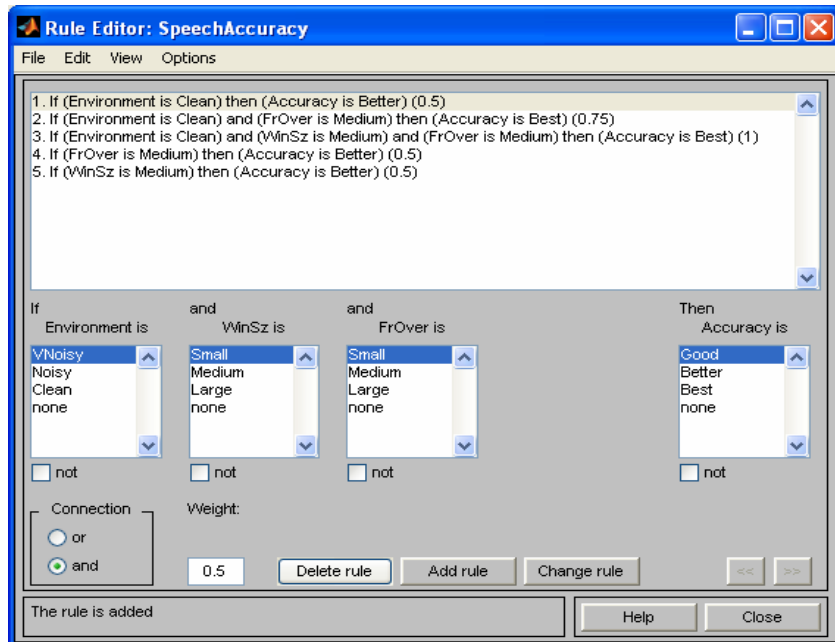 Rule Editor: SpeechAccuracy
File Edit View Options
1. If (Environment is Clean) then (Accuracy is Better) (0.5)
2. If (Environment is Clean) and (FrOver is Medium) then (Accuracy is Best) (0.75)
3. If (Environment is Clean) and (WinSz is Medium) and (FrOver is Medium) then (Accuracy is Best) (1)
4. If (FrOver is Medium) then (Accuracy is Better) (0.5)
5. If (WinSz is Medium) then (Accuracy is Better) (0.5)
If and and Then
Environment is WinSz is FrOver is Accuracy is
VNoisy Small Small Good
Noisy Medium Medium Better
Clean Large Large Best
none none none none
not not not not
Connection Weight:
or
and 0.5 Delete rule Add rule Change rule << >>
The rule is added Help Close